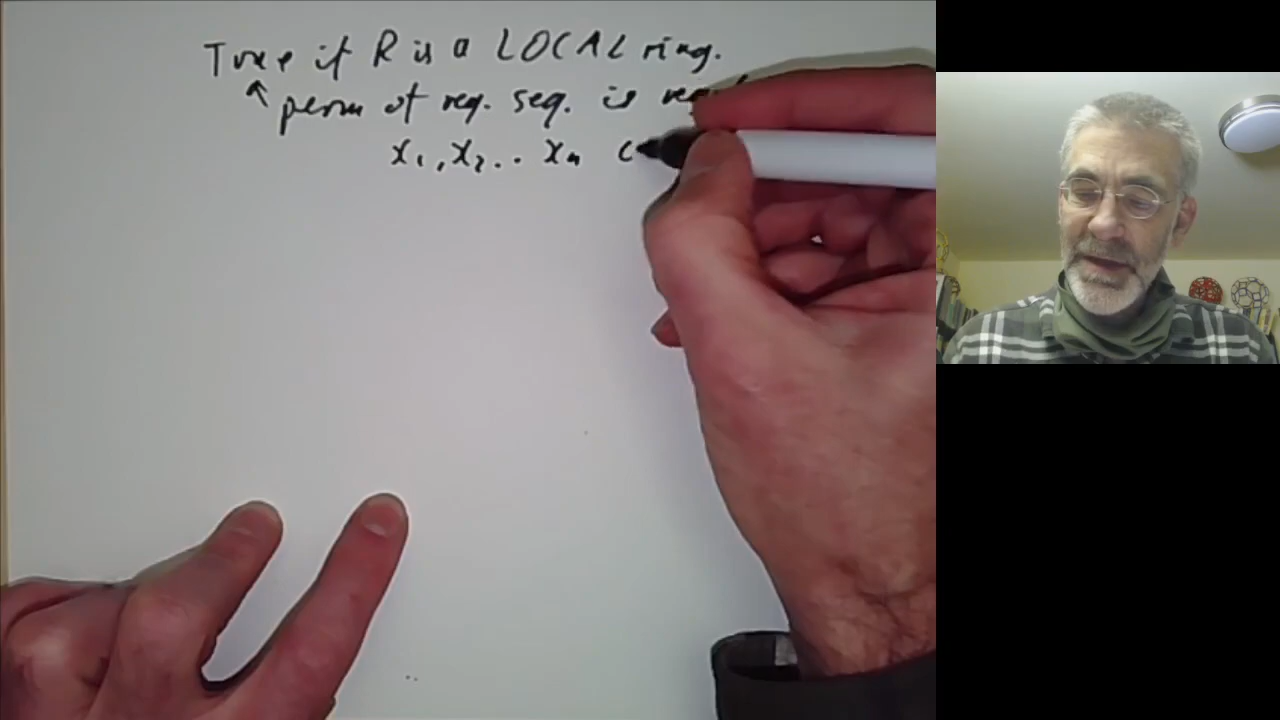 True if R is a LOCAL ring.
↑ perm of reg. seq. is
x₁, x₂ .. xₙ